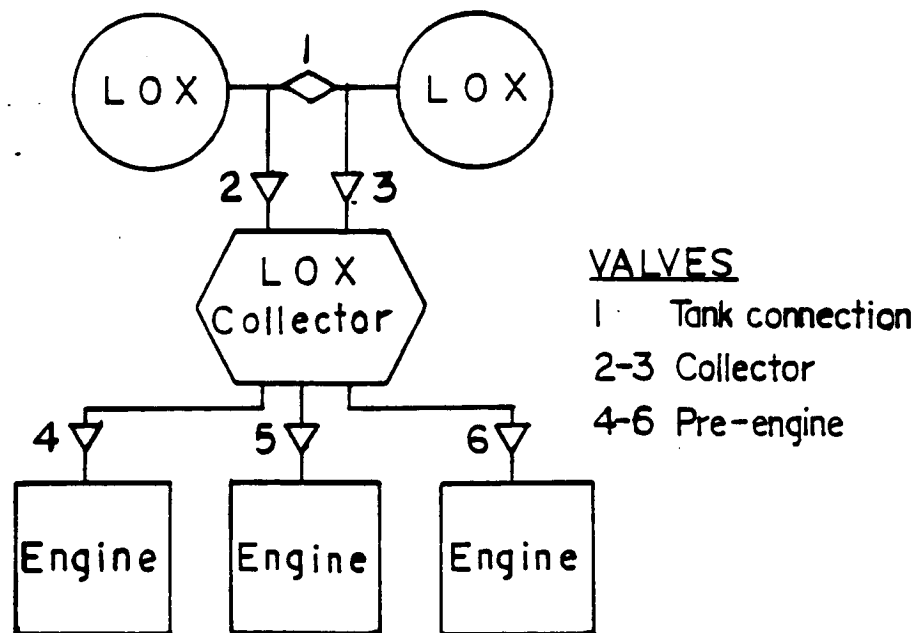 1
LOX LOX
2 3
LOX
Collector
VALVES
1 Tank connection
2-3 Collector
4-6 Pre-engine
4 5 6
Engine Engine Engine